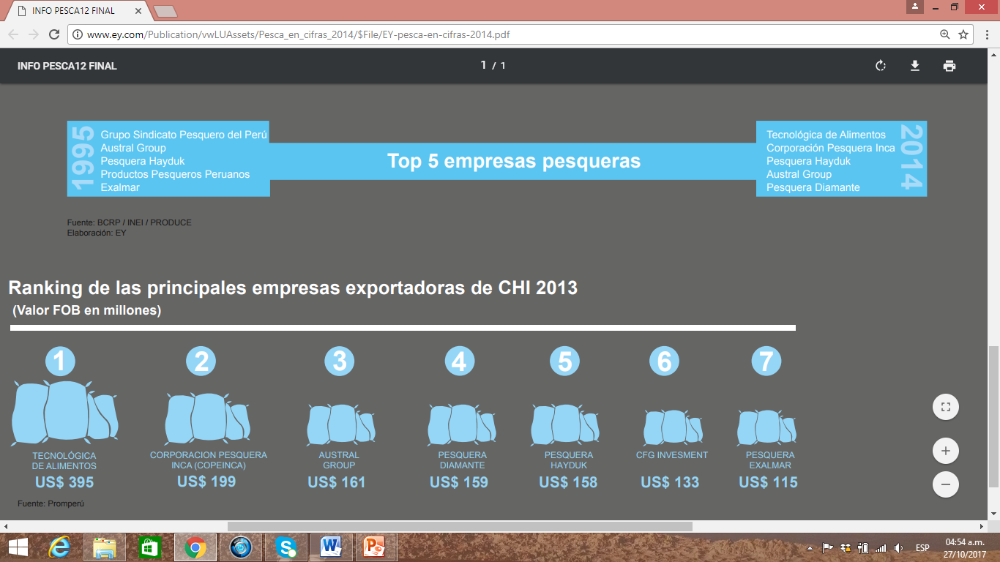 INFO PESCA12 FINAL
www.ey.com/Publication/vwLUAssets/Pesca_en_cifras_2014/$File/EY-pesca-en-cifras-2014.pdf
INFO PESCA12 FINAL
1 / 1
1995
Grupo Sindicato Pesquero del Perú
Austral Group
Pesquera Hayduk
Productos Pesqueros Peruanos
Exalmar
Top 5 empresas pesqueras
Tecnológica de Alimentos
Corporación Pesquera Inca
Pesquera Hayduk
Austral Group
Pesquera Diamante
2014
Fuente: BCRP / INEI / PRODUCE
Elaboración: EY
Ranking de las principales empresas exportadoras de CHI 2013
(Valor FOB en millones)
1
TECNOLÓGICA
DE ALIMENTOS
US$ 395
2
CORPORACION PESQUERA
INCA (COPEINCA)
US$ 199
3
AUSTRAL
GROUP
US$ 161
4
PESQUERA
DIAMANTE
US$ 159
5
PESQUERA
HAYDUK
US$ 158
6
CFG INVESMENT
US$ 133
7
PESQUERA
EXALMAR
US$ 115
Fuente: Promperú
ESP
04:54 a.m.
27/10/2017